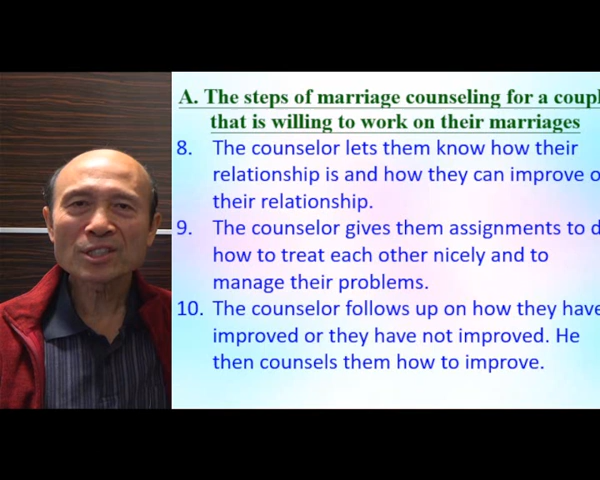 A. The steps of marriage counseling for a coupl
that is willing to work on their marriages
8. The counselor lets them know how their
relationship is and how they can improve o
their relationship.
9. The counselor gives them assignments to d
how to treat each other nicely and to
manage their problems.
10. The counselor follows up on how they have
improved or they have not improved. He
then counsels them how to improve.